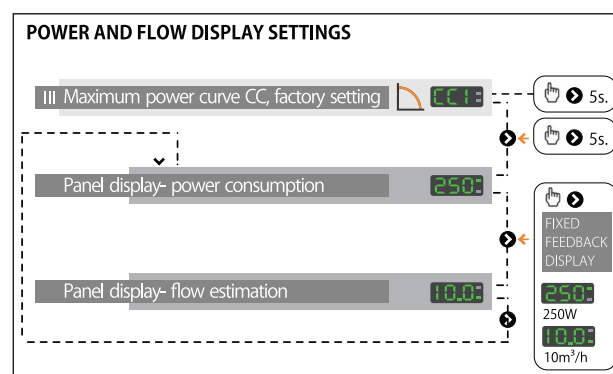 POWER AND FLOW DISPLAY SETTINGS
III Maximum power curve CC, factory setting CC1
5s.
5s.
Panel display- power consumption 250
FIXED
FEEDBACK
DISPLAY
250
250W
Panel display- flow estimation 10.0
10.0
10m³/h